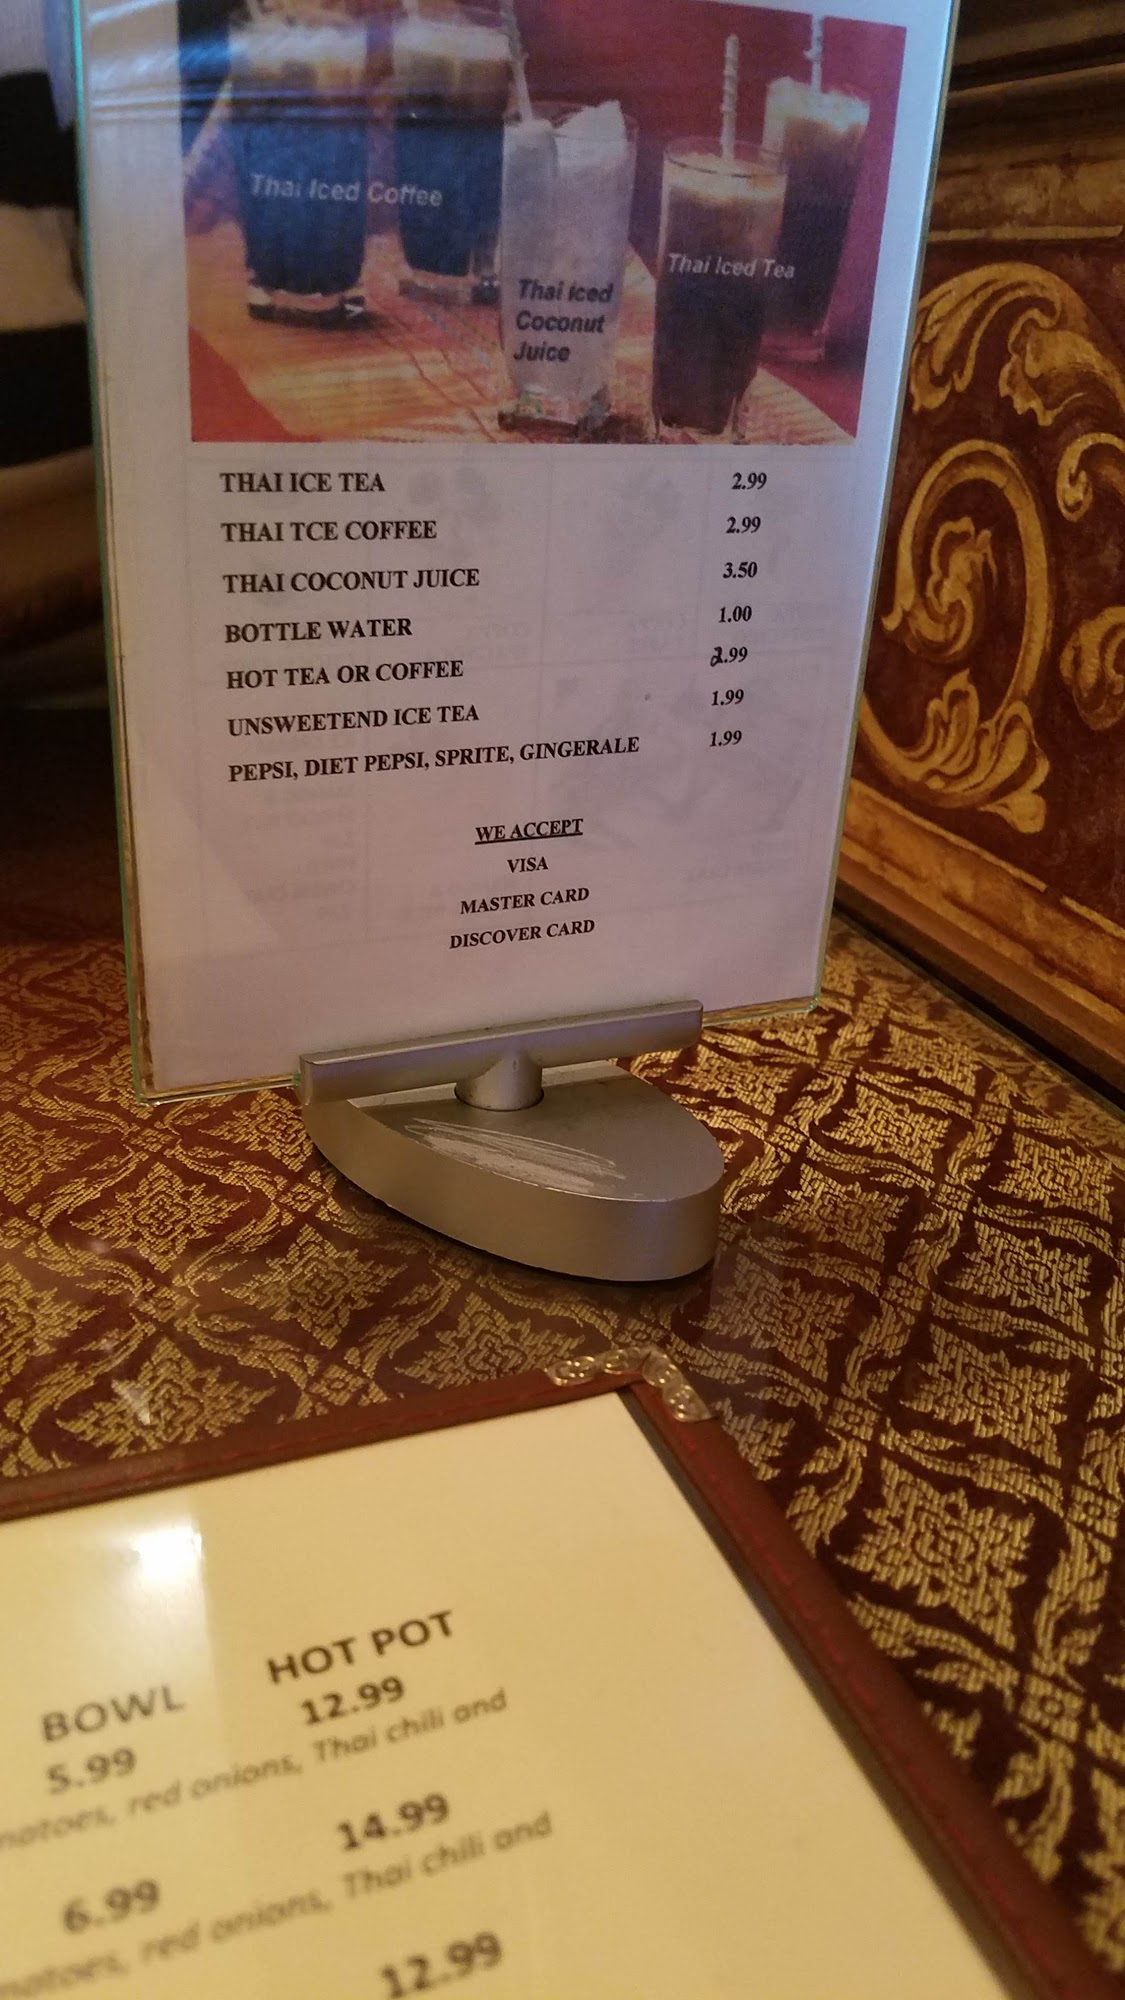 Thai Iced Coffee
Thai Iced
Coconut
Juice
Thai Iced Tea
THAI ICE TEA 2.99
THAI TCE COFFEE 2.99
THAI COCONUT JUICE 3.50
BOTTLE WATER 1.00
HOT TEA OR COFFEE 2.99
UNSWEETEND ICE TEA 1.99
PEPSI, DIET PEPSI, SPRITE, GINGERALE 1.99
WE ACCEPT
VISA
MASTER CARD
DISCOVER CARD
BOWL HOT POT
5.99 12.99
matoes, red onions, Thai chili and
6.99 14.99
matoes, red onions, Thai chili and
12.99